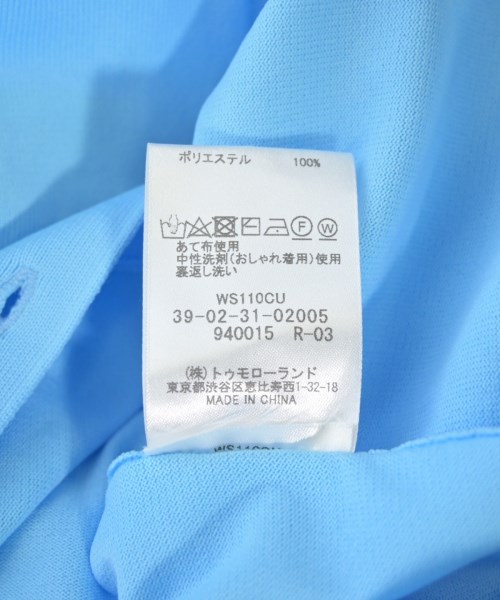 ポリエステル 100%
F W
あて布使用
中性洗剤(おしゃれ着用)使用
裏返し洗い
WS110CU
39-02-31-02005
940015 R-03
(株)トゥモローランド
東京都渋谷区恵比寿西1-32-18
MADE IN CHINA
WS110CU